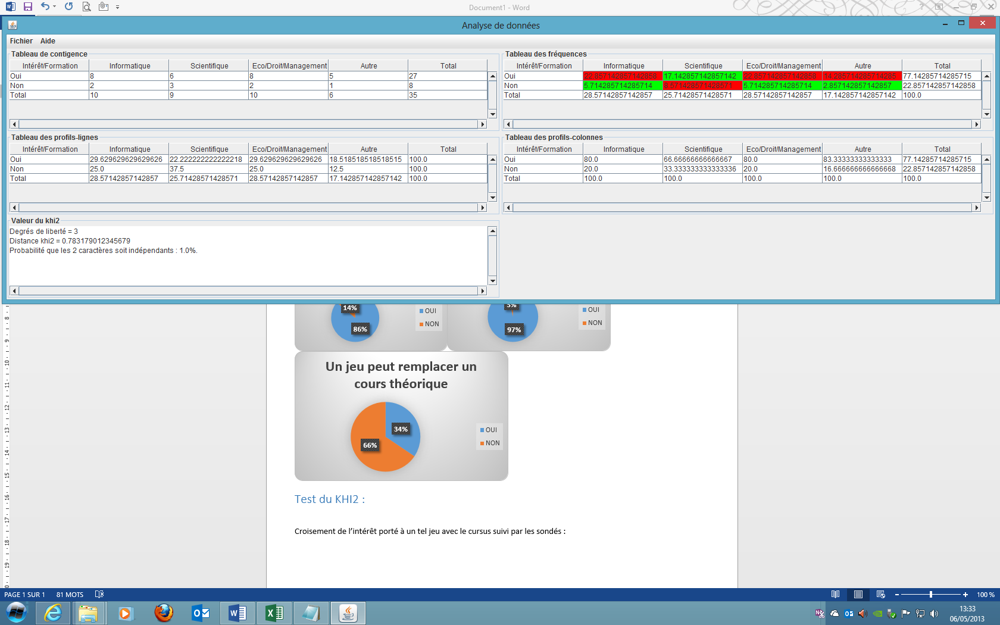 Document1 - Word
Analyse de données
Fichier Aide
Tableau de contigence
Intérêt/Formation Informatique Scientifique Eco/Droit/Management Autre Total
Oui 8 6 8 5 27
Non 2 3 2 1 8
Total 10 9 10 6 35
Tableau des fréquences
Intérêt/Formation Informatique Scientifique Eco/Droit/Management Autre Total
Oui 22.857142857142858 17.142857142857142 22.857142857142858 14.285714285714285 77.14285714285715
Non 5.714285714285714 8.571428571428571 5.714285714285714 2.857142857142857 22.857142857142858
Total 28.57142857142857 25.71428571428571 28.57142857142857 17.142857142857142 100.0
Tableau des profils-lignes
Intérêt/Formation Informatique Scientifique Eco/Droit/Management Autre Total
Oui 29.629629629629626 22.222222222222218 29.629629629629626 18.518518518518515 100.0
Non 25.0 37.5 25.0 12.5 100.0
Total 28.57142857142857 25.71428571428571 28.57142857142857 17.142857142857142 100.0
Tableau des profils-colonnes
Intérêt/Formation Informatique Scientifique Eco/Droit/Management Autre Total
Oui 80.0 66.66666666666667 80.0 83.33333333333333 77.14285714285715
Non 20.0 33.333333333333336 20.0 16.666666666666668 22.857142857142858
Total 100.0 100.0 100.0 100.0 100.0
Valeur du khi2
Degrés de liberté = 3
Distance khi2 = 0.783179012345679
Probabilité que les 2 caractères soit indépendants : 1.0%.
14%
86%
OUI
NON
3%
97%
OUI
NON
Un jeu peut remplacer un
cours théorique
34%
66%
OUI
NON
Test du KHI2 :
Croisement de l'intérêt porté à un tel jeu avec le cursus suivi par les sondés :
8 9 10 11 12 13 14 15 16 17 18 19
PAGE 1 SUR 1 81 MOTS 100 %
13:33
06/05/2013